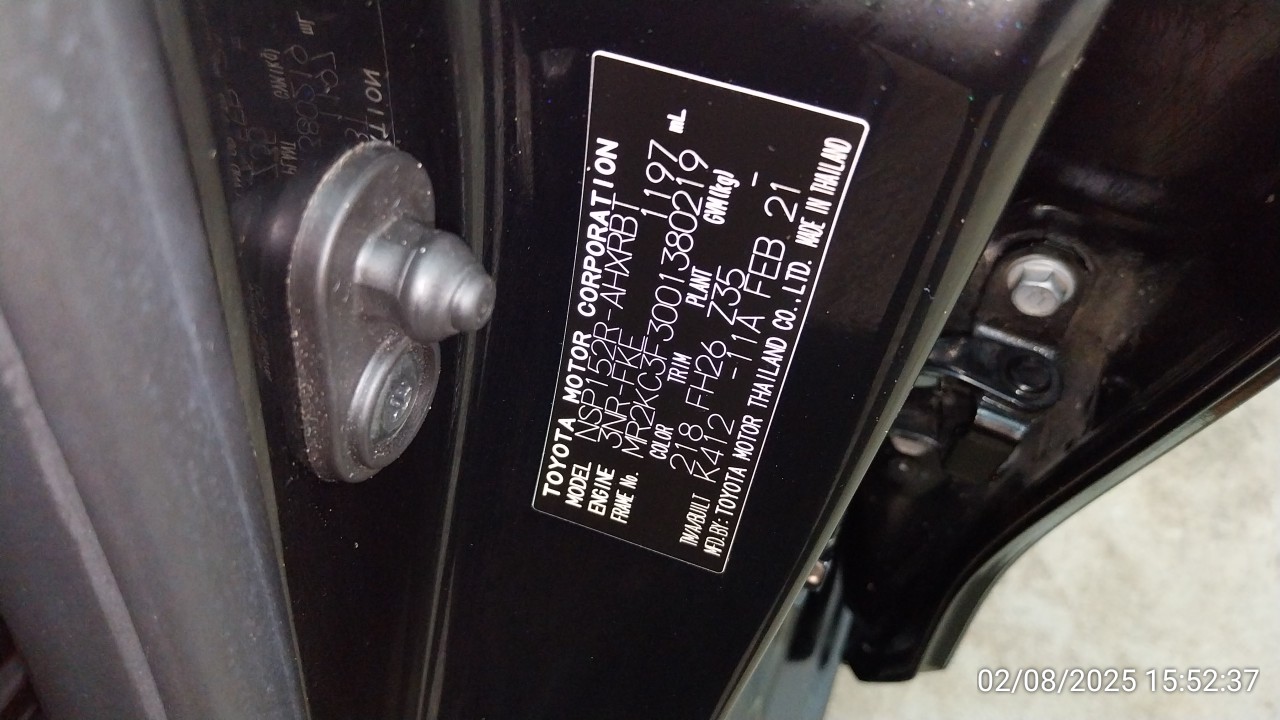 TOYOTA MOTOR CORPORATION
MODEL NSP152R-AHXRBT
ENGINE 3NR-FKE 1197 mL
FRAME No. MR2KC3F3001380219
COLOR TRIM PLANT GVM(kg)
218 FH26 Z35 -
T/M/A/BUILT K412 -11A FEB 21
MFD.BY: TOYOTA MOTOR THAILAND CO.,LTD. MADE IN THAILAND
02/08/2025 15:52:37